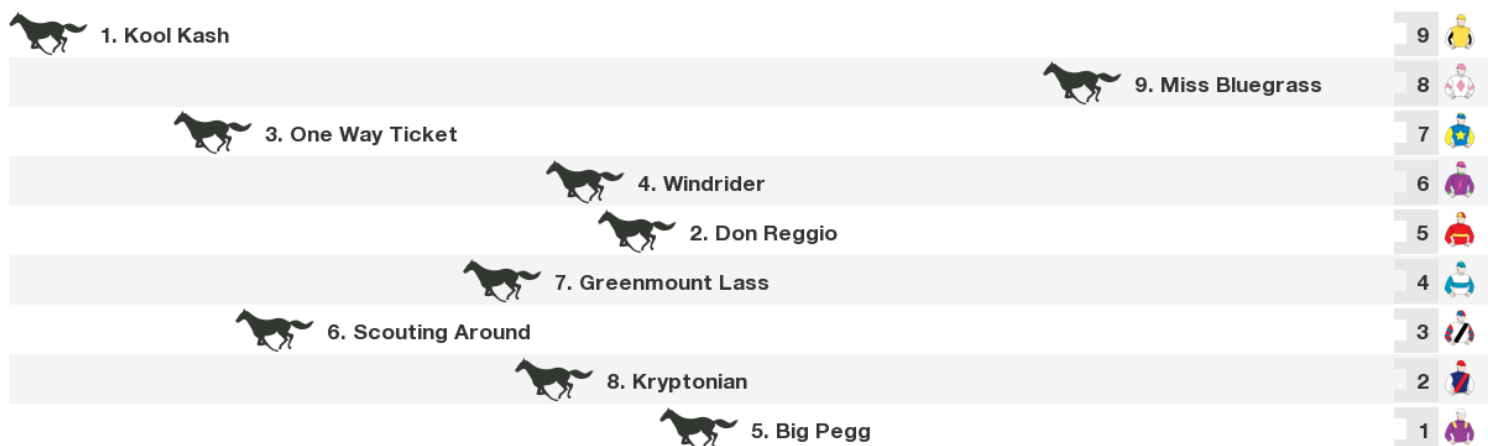 1. Kool Kash 9
9. Miss Bluegrass 8
3. One Way Ticket 7
4. Windrider 6
2. Don Reggio 5
7. Greenmount Lass 4
6. Scouting Around 3
8. Kryptonian 2
5. Big Pegg 1